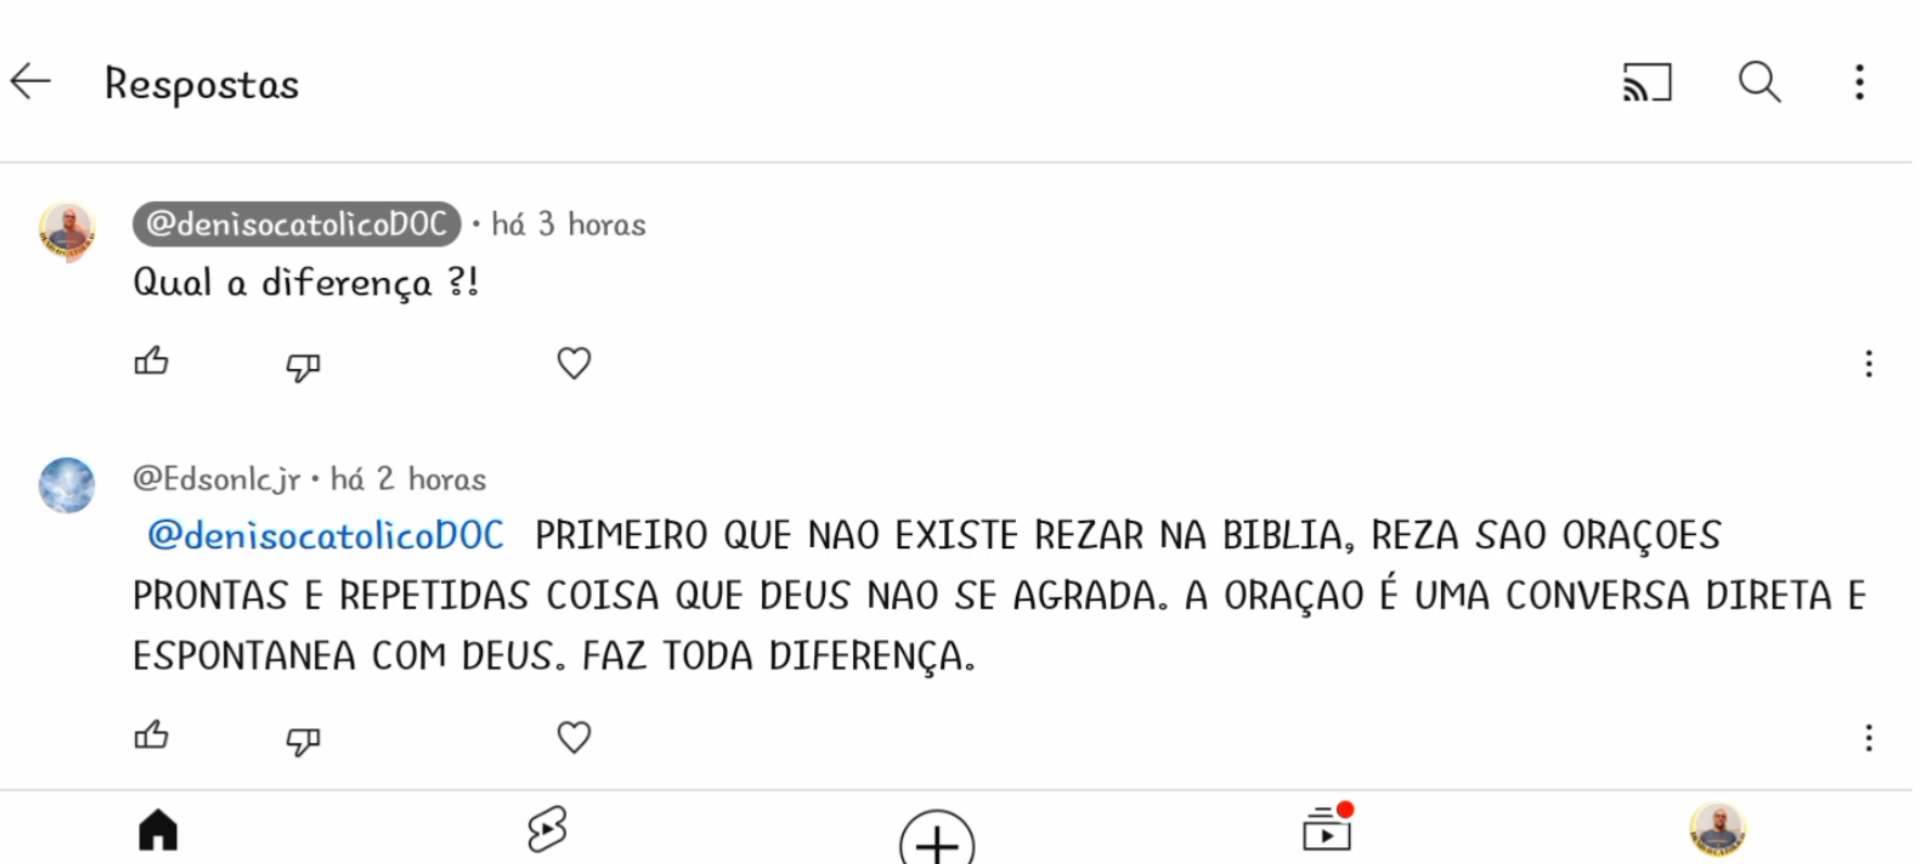 Respostas
@denisocatolicoDOC • há 3 horas
Qual a diferença ?!
@Edsonlcjr • há 2 horas
@denisocatolicoDOC PRIMEIRO QUE NAO EXISTE REZAR NA BIBLIA, REZA SAO ORAÇOES
PRONTAS E REPETIDAS COISA QUE DEUS NAO SE AGRADA. A ORAÇAO É UMA CONVERSA DIRETA E
ESPONTANEA COM DEUS. FAZ TODA DIFERENÇA.